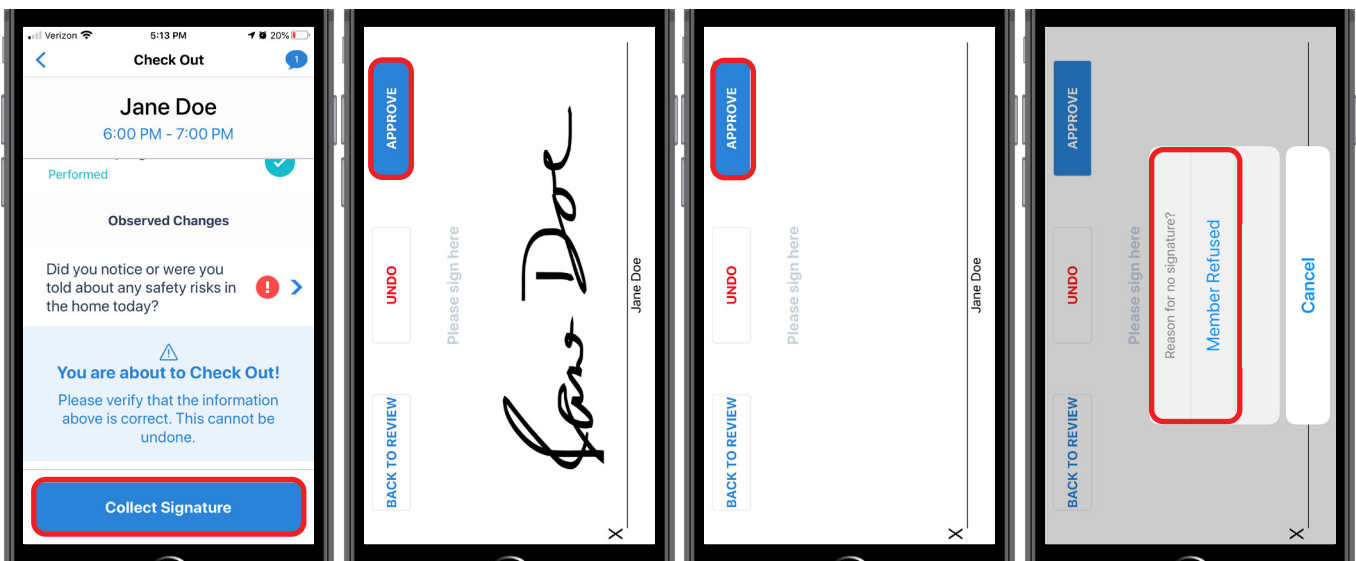 Verizon 5:13 PM 20%
Check Out 1
Jane Doe
6:00 PM - 7:00 PM
Performed
Observed Changes
Did you notice or were you
told about any safety risks in
the home today?
You are about to Check Out!
Please verify that the information
above is correct. This cannot be
undone.
Collect Signature
BACK TO REVIEW UNDO APPROVE
Please sign here
Jane Doe
X
Jane Doe
BACK TO REVIEW UNDO APPROVE
Please sign here
X
Jane Doe
BACK TO REVIEW UNDO APPROVE
Please sign here
Reason for no signature?
Member Refused
Cancel
X